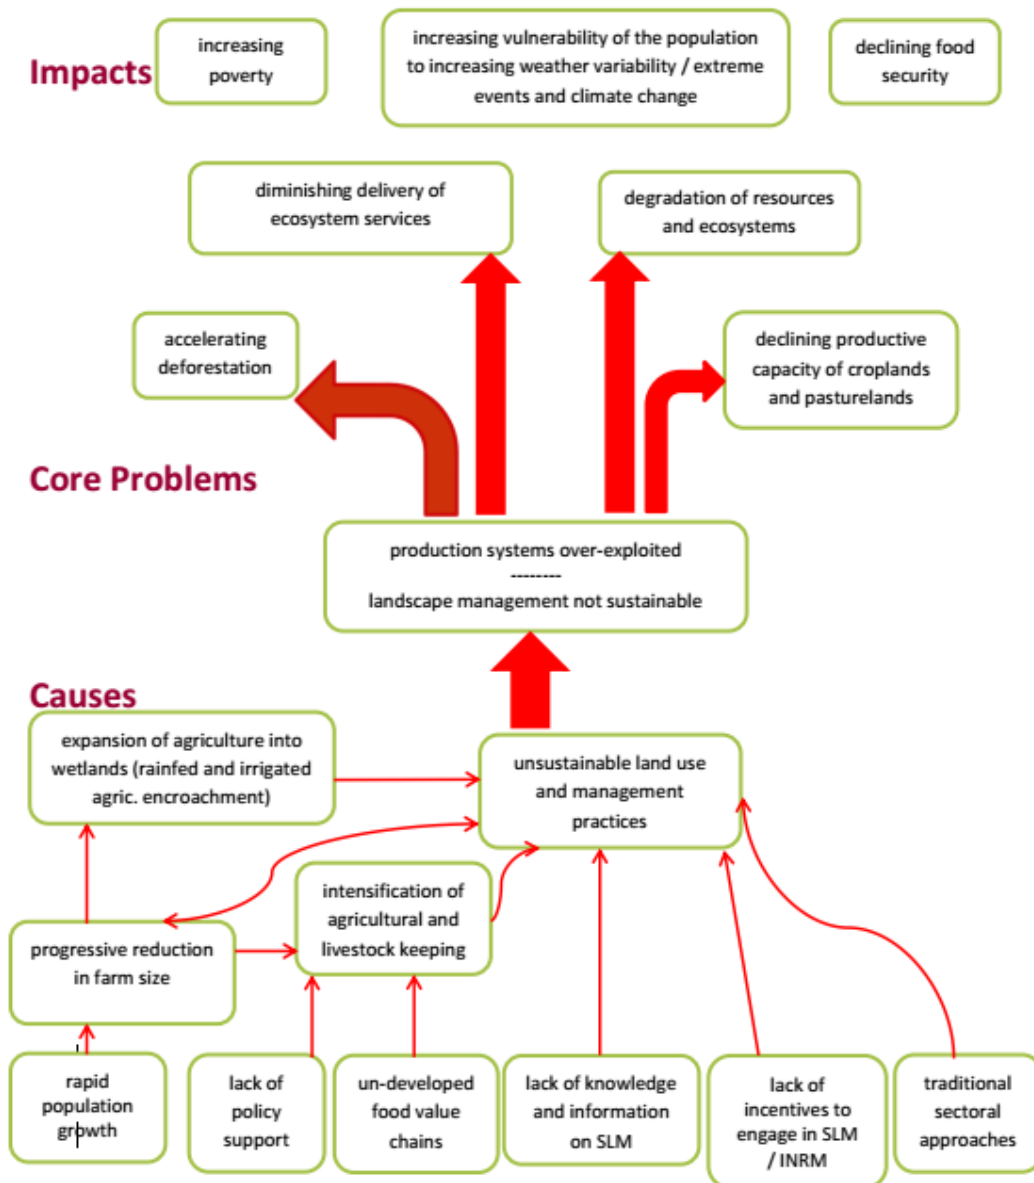 Impacts
increasing
poverty
increasing vulnerability of the population
to increasing weather variability / extreme
events and climate change
declining food
security
diminishing delivery of
ecosystem services
degradation of resources
and ecosystems
accelerating
deforestation
declining productive
capacity of croplands
and pasturelands
Core Problems
production systems over-exploited
--------
landscape management not sustainable
Causes
expansion of agriculture into
wetlands (rainfed and irrigated
agric. encroachment)
unsustainable land use
and management
practices
intensification of
agricultural and
livestock keeping
progressive reduction
in farm size
rapid
population
growth
lack of
policy
support
un-developed
food value
chains
lack of knowledge
and information
on SLM
lack of
incentives to
engage in SLM
/ INRM
traditional
sectoral
approaches